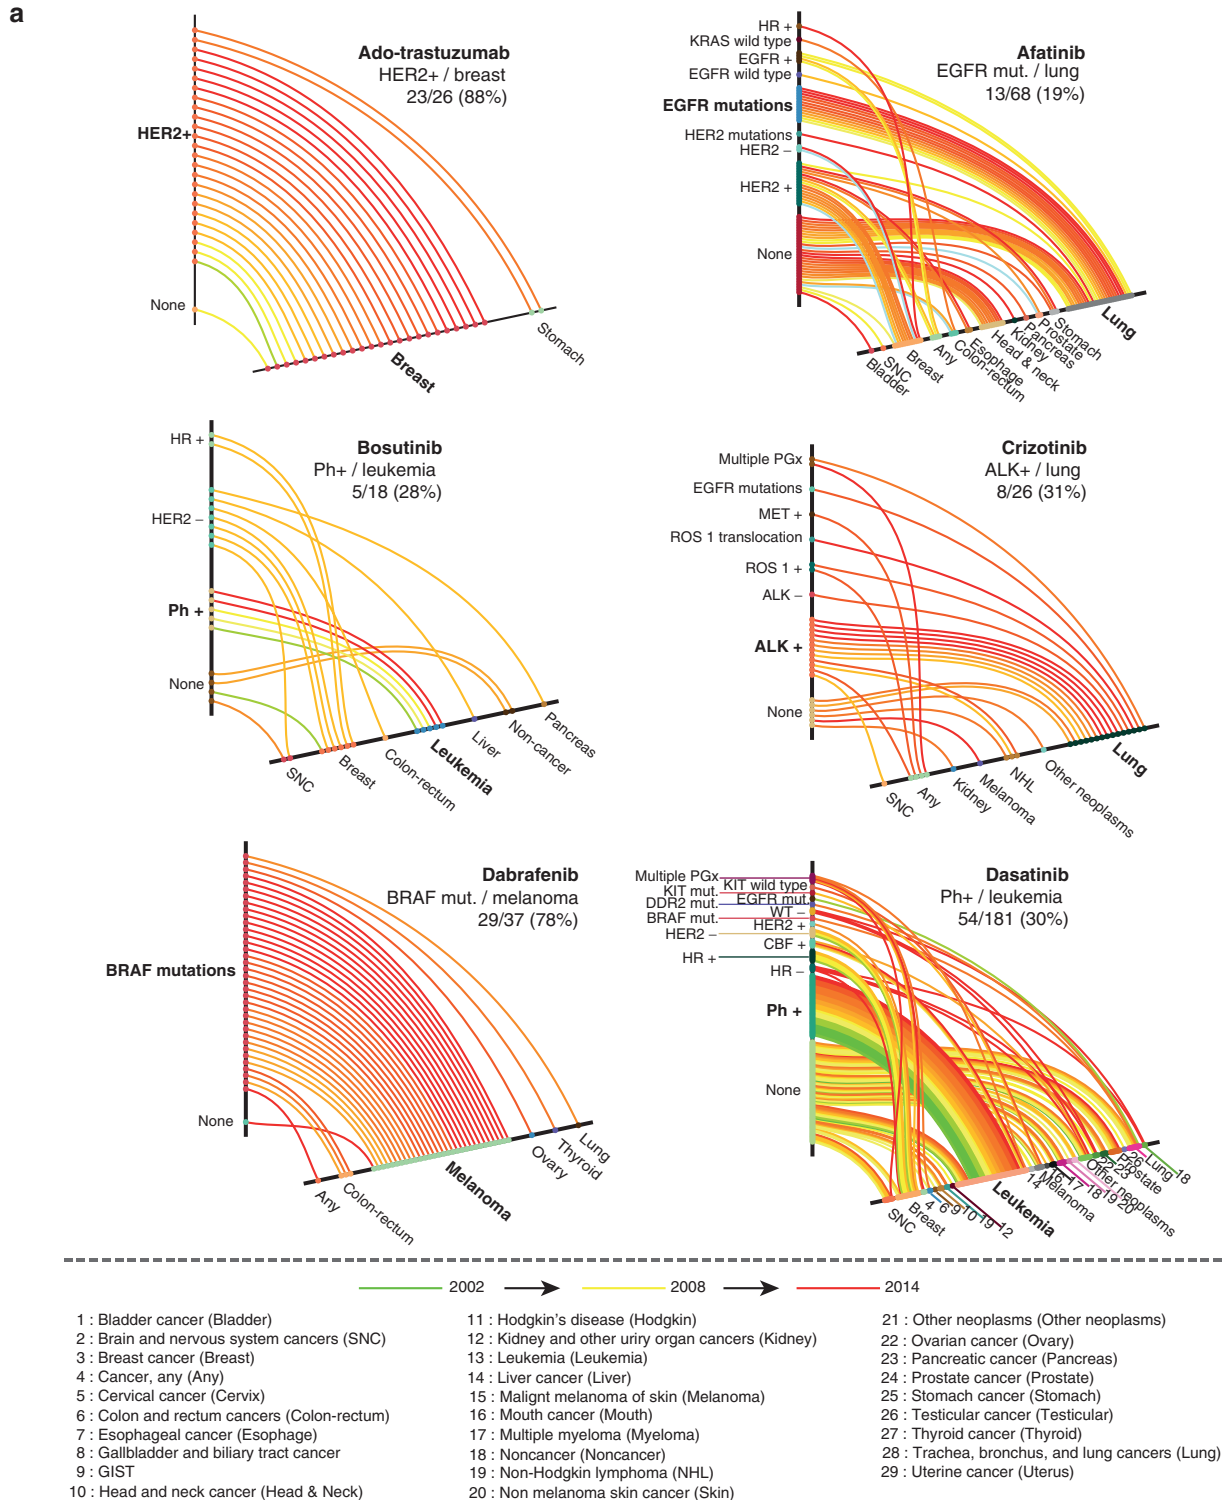 a
Ado-trastuzumab
HER2+ / breast
23/26 (88%)
HER2+
None
Breast
Stomach
Afatinib
EGFR mut. / lung
13/68 (19%)
HR +
KRAS wild type
EGFR +
EGFR wild type
EGFR mutations
HER2 mutations
HER2 –
HER2 +
None
Bladder
SNC
Breast
Any
Colon-rectum
Esophage
Head & neck
Kidney
Pancreas
Prostate
Stomach
Lung
Bosutinib
Ph+ / leukemia
5/18 (28%)
HR +
HER2 –
Ph +
None
SNC
Breast
Colon-rectum
Leukemia
Liver
Non-cancer
Pancreas
Crizotinib
ALK+ / lung
8/26 (31%)
Multiple PGx
EGFR mutations
MET +
ROS 1 translocation
ROS 1 +
ALK –
ALK +
None
SNC
Any
Kidney
Melanoma
NHL
Other neoplasms
Lung
Dabrafenib
BRAF mut. / melanoma
29/37 (78%)
BRAF mutations
None
Any
Colon-rectum
Melanoma
Ovary
Thyroid
Lung
Dasatinib
Ph+ / leukemia
54/181 (30%)
Multiple PGx
KIT wild type
KIT mut.
EGFR mut.
DDR2 mut.
WT –
BRAF mut.
HER2 +
HER2 –
CBF +
HR +
HR –
Ph +
None
SNC
Breast
4
6
9
10
19
12
Leukemia
14
Melanoma
16
17
18
19
20
Other neoplasms
22
23
Prostate
26
Lung
18
2002
2008
2014
1 : Bladder cancer (Bladder)
2 : Brain and nervous system cancers (SNC)
3 : Breast cancer (Breast)
4 : Cancer, any (Any)
5 : Cervical cancer (Cervix)
6 : Colon and rectum cancers (Colon-rectum)
7 : Esophageal cancer (Esophage)
8 : Gallbladder and biliary tract cancer
9 : GIST
10 : Head and neck cancer (Head & Neck)
11 : Hodgkin's disease (Hodgkin)
12 : Kidney and other uriry organ cancers (Kidney)
13 : Leukemia (Leukemia)
14 : Liver cancer (Liver)
15 : Malignt melanoma of skin (Melanoma)
16 : Mouth cancer (Mouth)
17 : Multiple myeloma (Myeloma)
18 : Noncancer (Noncancer)
19 : Non-Hodgkin lymphoma (NHL)
20 : Non melanoma skin cancer (Skin)
21 : Other neoplasms (Other neoplasms)
22 : Ovarian cancer (Ovary)
23 : Pancreatic cancer (Pancreas)
24 : Prostate cancer (Prostate)
25 : Stomach cancer (Stomach)
26 : Testicular cancer (Testicular)
27 : Thyroid cancer (Thyroid)
28 : Trachea, bronchus, and lung cancers (Lung)
29 : Uterine cancer (Uterus)